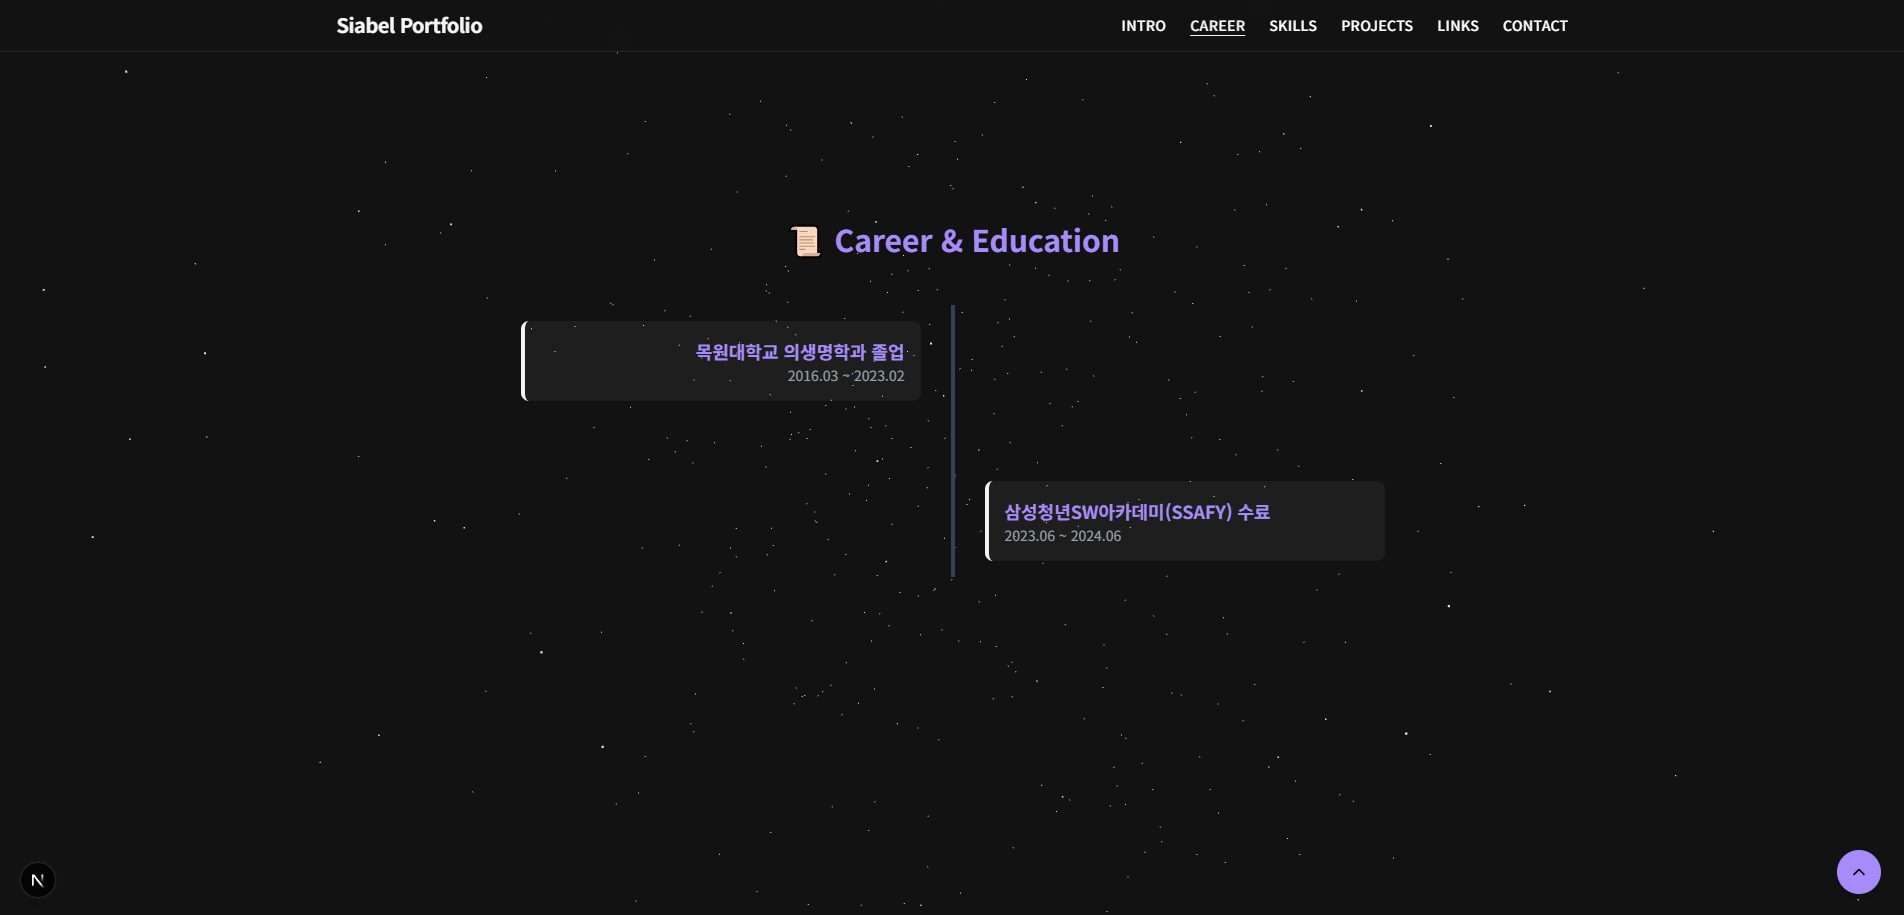 Siabel Portfolio
INTRO CAREER SKILLS PROJECTS LINKS CONTACT
📜 Career & Education
목원대학교 의생명학과 졸업
2016.03 ~ 2023.02
삼성청년SW아카데미(SSAFY) 수료
2023.06 ~ 2024.06
N